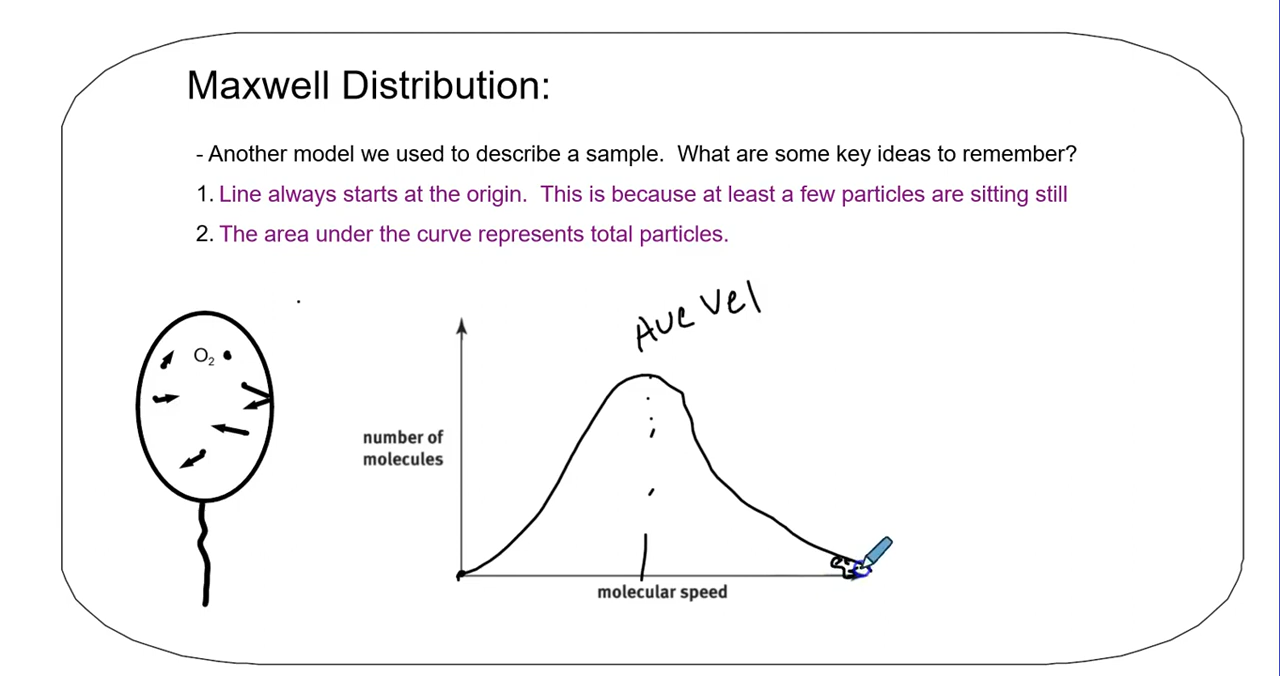 Maxwell Distribution:
- Another model we used to describe a sample. What are some key ideas to remember?
1. Line always starts at the origin. This is because at least a few particles are sitting still
2. The area under the curve represents total particles.
Ave Vel
O₂
number of
molecules
molecular speed